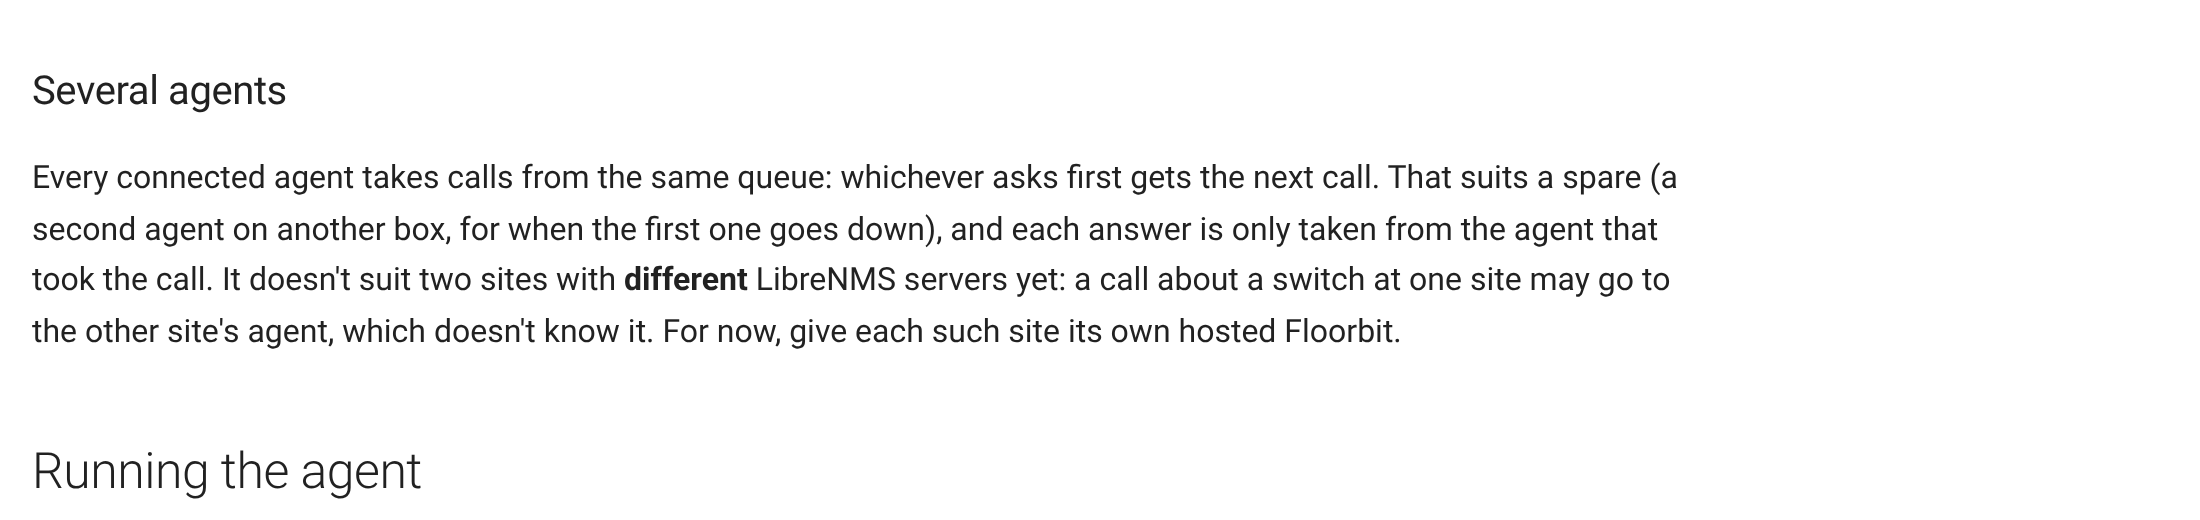 Several agents
Every connected agent takes calls from the same queue: whichever asks first gets the next call. That suits a spare (a
second agent on another box, for when the first one goes down), and each answer is only taken from the agent that
took the call. It doesn't suit two sites with different LibreNMS servers yet: a call about a switch at one site may go to
the other site's agent, which doesn't know it. For now, give each such site its own hosted Floorbit.
Running the agent